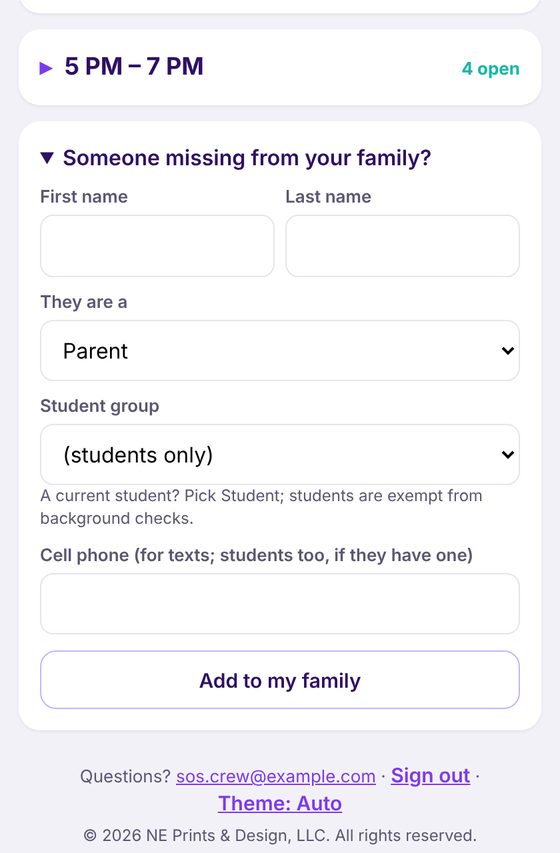 ▶ 5 PM – 7 PM 4 open
▼ Someone missing from your family?
First name Last name
They are a
Parent
Student group
(students only)
A current student? Pick Student; students are exempt from
background checks.
Cell phone (for texts; students too, if they have one)
Add to my family
Questions? sos.crew@example.com · Sign out ·
Theme: Auto
© 2026 NE Prints & Design, LLC. All rights reserved.